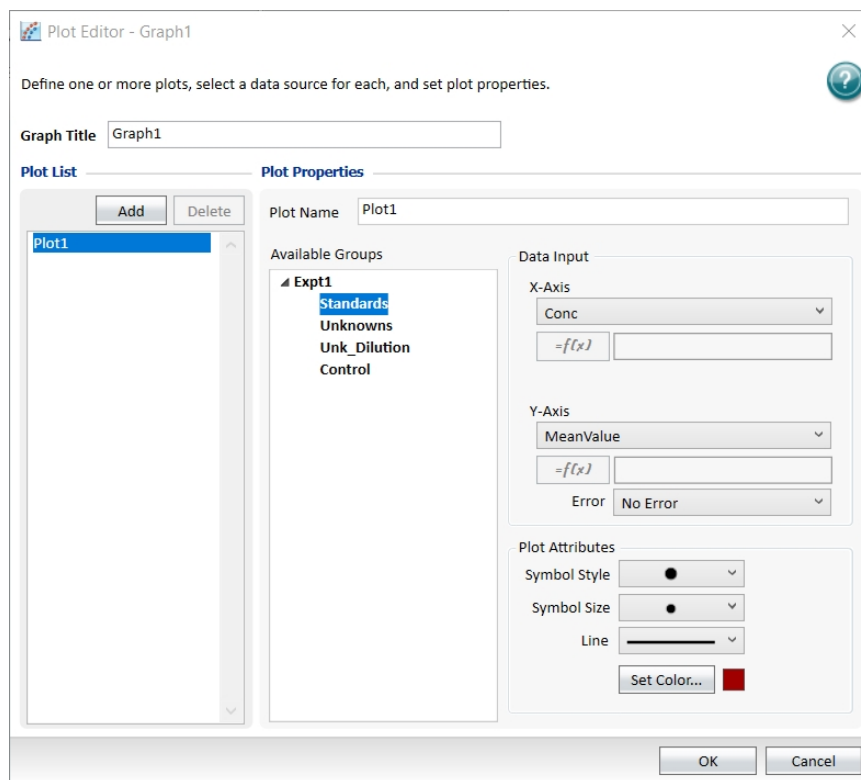 Plot Editor - Graph1
Define one or more plots, select a data source for each, and set plot properties.
?
Graph Title Graph1
Plot List
Add Delete
Plot1
Plot Properties
Plot Name Plot1
Available Groups
Expt1
Standards
Unknowns
Unk_Dilution
Control
Data Input
X-Axis
Conc
=f(x)
Y-Axis
MeanValue
=f(x)
Error No Error
Plot Attributes
Symbol Style
Symbol Size
Line
Set Color...
OK Cancel